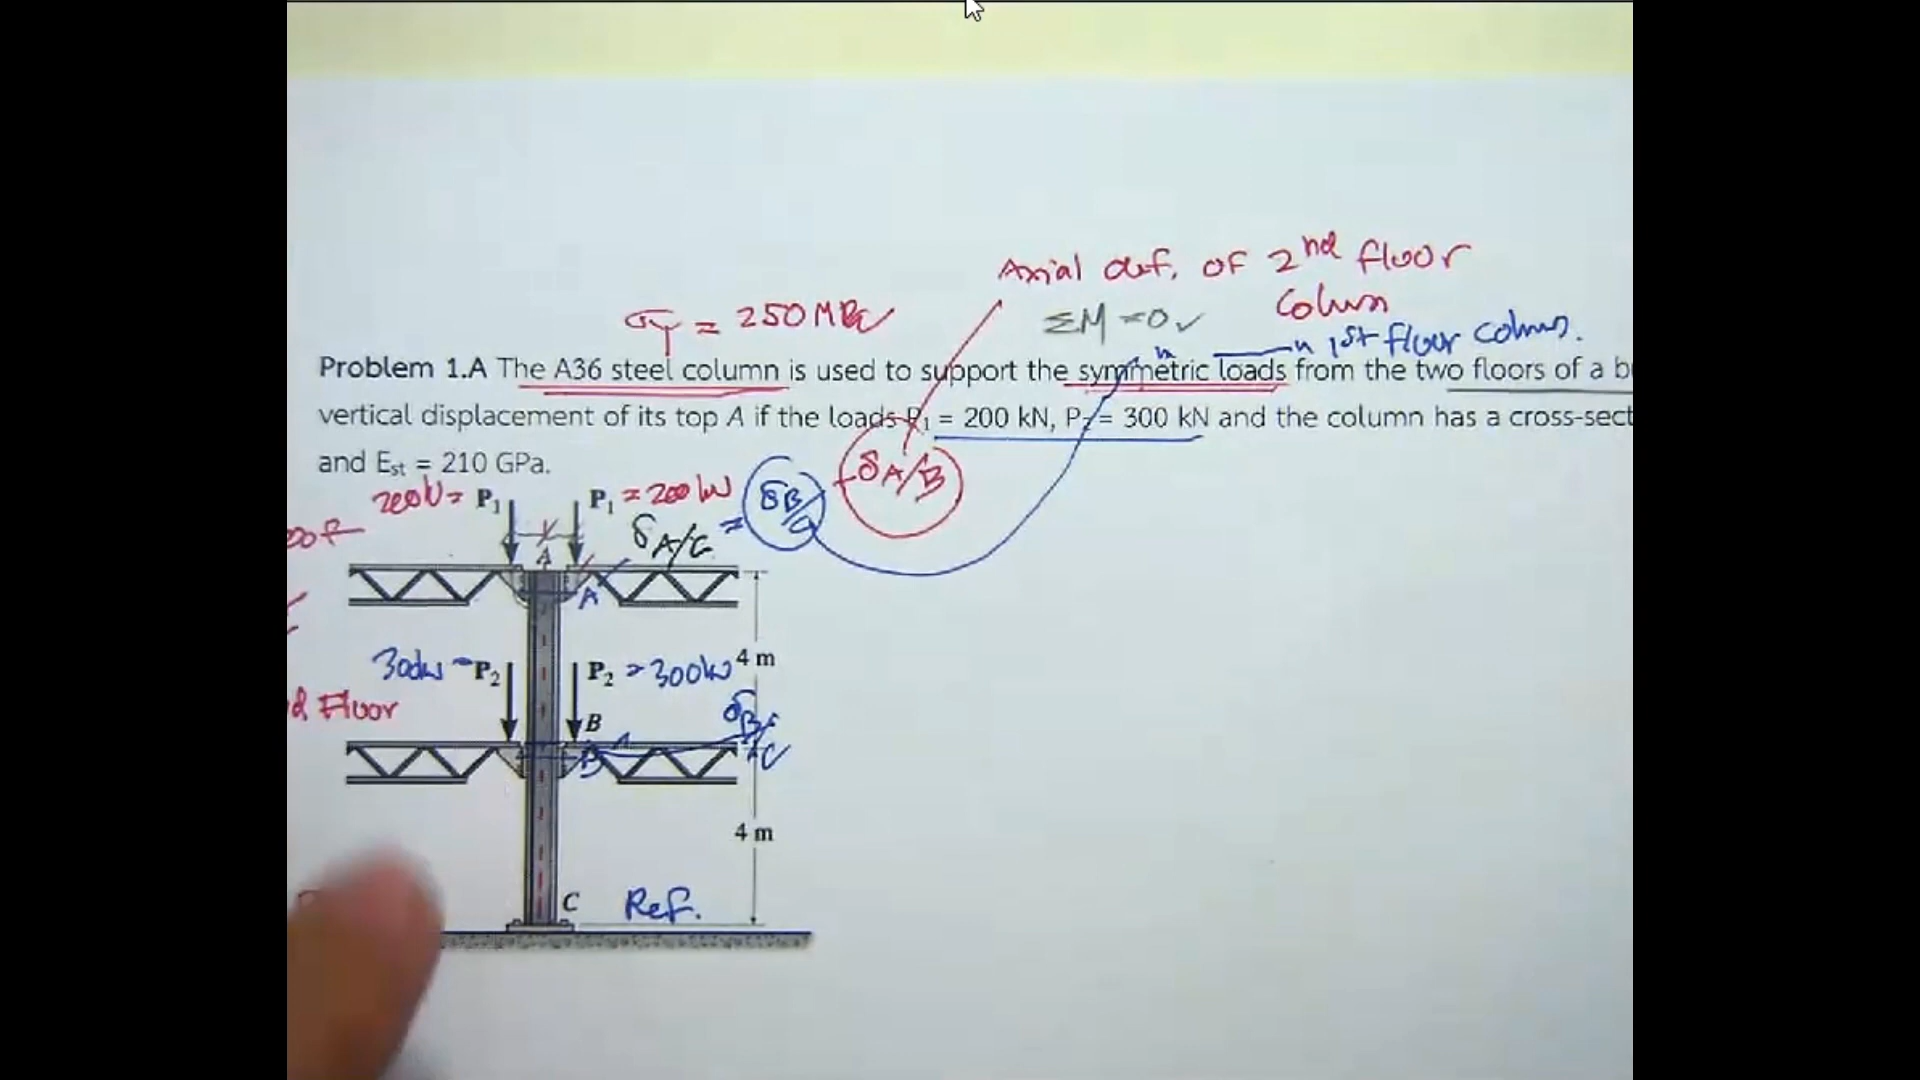 Axial def. of 2nd floor
Column
σY = 250 MPa
ΣM = 0 ✓
" ——— " 1st floor column.
Problem 1.A The A36 steel column is used to support the symmetric loads from the two floors of a b
vertical displacement of its top A if the loads P1 = 200 kN, P2 = 300 kN and the column has a cross-sect
and Est = 210 GPa.
200kN = P1
P1 = 200 kN
δA/C = δB/C + δA/B
A
A'
4 m
300kN = P2
P2 = 300kN
Floor
B
δB/C
B'
4 m
C
Ref.